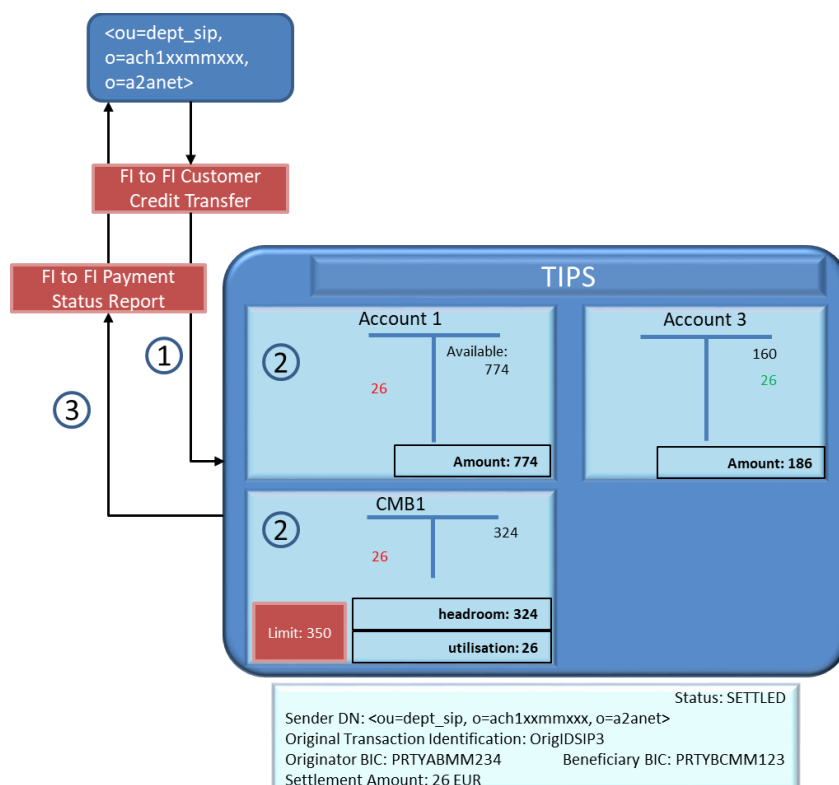 <ou=dept_sip,
o=ach1xxmmxxx,
o=a2anet>
FI to FI Customer
Credit Transfer
FI to FI Payment
Status Report
1
3
TIPS
Account 1
2
Available:
774
26
Amount: 774
Account 3
160
26
Amount: 186
CMB1
2
324
26
Limit: 350
headroom: 324
utilisation: 26
Status: SETTLED
Sender DN: <ou=dept_sip, o=ach1xxmmxxx, o=a2anet>
Original Transaction Identification: OrigIDSIP3
Originator BIC: PRTYABMM234 Beneficiary BIC: PRTYBCMM123
Settlement Amount: 26 EUR